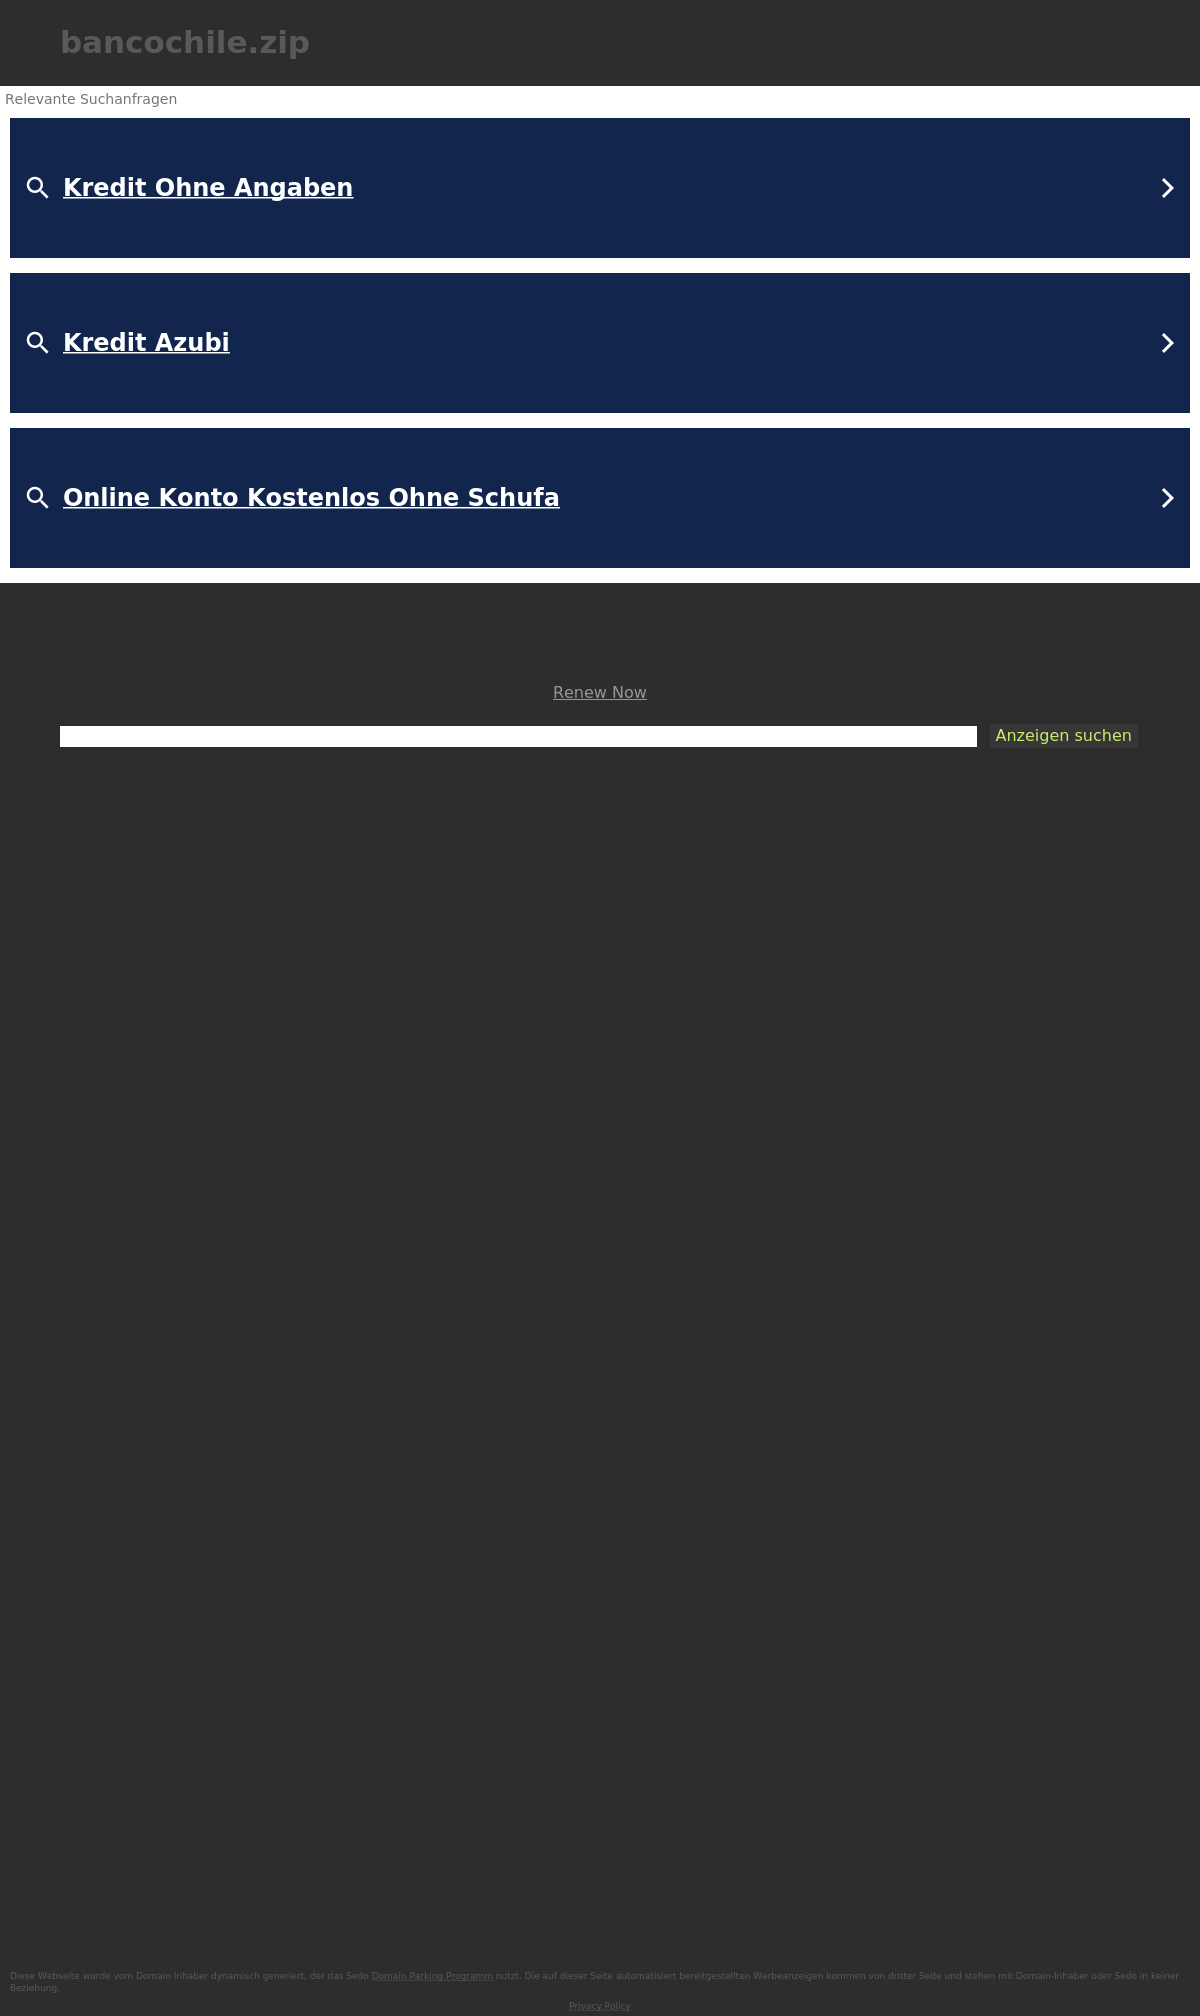 bancochile.zip
Relevante Suchanfragen
Kredit Ohne Angaben
Kredit Azubi
Online Konto Kostenlos Ohne Schufa
Renew Now
Anzeigen suchen
Diese Webseite wurde vom Domain Inhaber dynamisch generiert, der das Sedo Domain Parking Programm nutzt. Die auf dieser Seite automatisiert bereitgestellten Werbeanzeigen kommen von dritter Seite und stehen mit Domain-Inhaber oder Sedo in keiner
Beziehung.
Privacy Policy